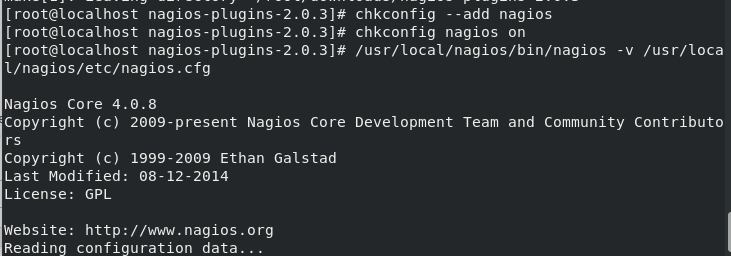 [root@localhost nagios-plugins-2.0.3]# chkconfig --add nagios
[root@localhost nagios-plugins-2.0.3]# chkconfig nagios on
[root@localhost nagios-plugins-2.0.3]# /usr/local/nagios/bin/nagios -v /usr/loca
l/nagios/etc/nagios.cfg
Nagios Core 4.0.8
Copyright (c) 2009-present Nagios Core Development Team and Community Contributo
rs
Copyright (c) 1999-2009 Ethan Galstad
Last Modified: 08-12-2014
License: GPL
Website: http://www.nagios.org
Reading configuration data...